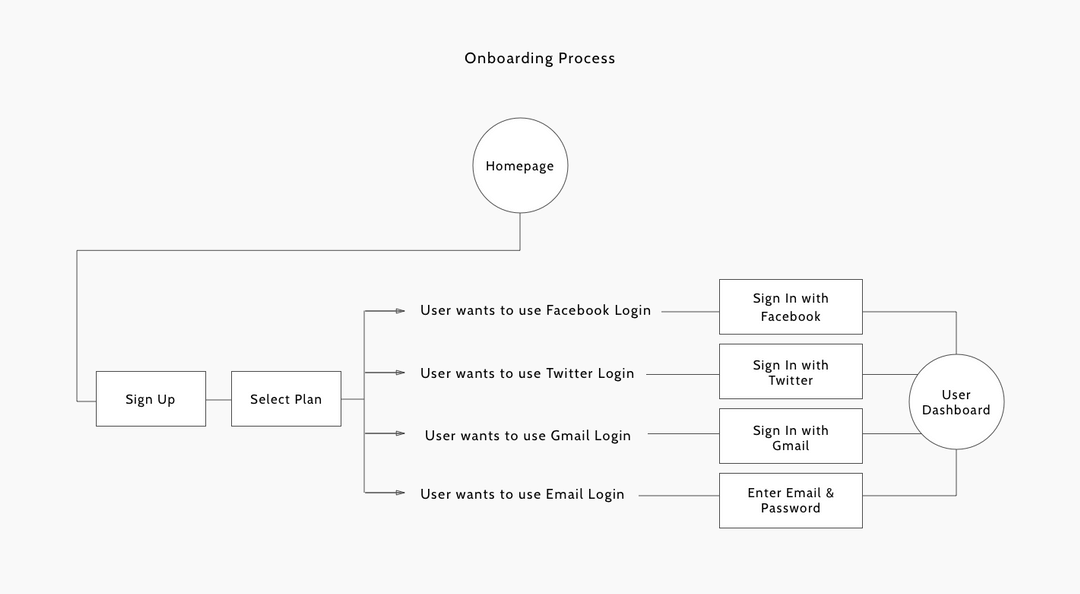 Onboarding Process
Homepage
Sign Up
Select Plan
User wants to use Facebook Login
Sign In with
Facebook
User wants to use Twitter Login
Sign In with
Twitter
User wants to use Gmail Login
Sign In with
Gmail
User wants to use Email Login
Enter Email &
Password
User
Dashboard